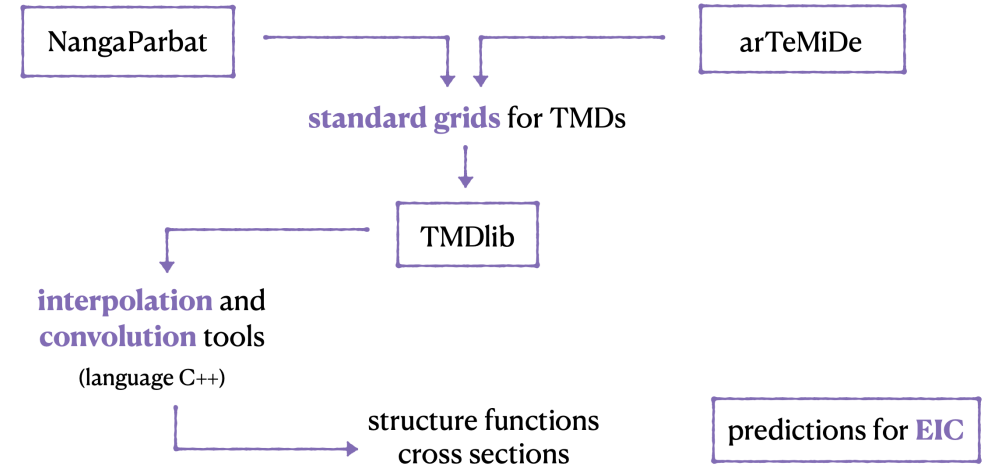 NangaParbat
arTeMiDe
standard grids for TMDs
TMDlib
interpolation and
convolution tools
(language C++)
structure functions
cross sections
predictions for EIC